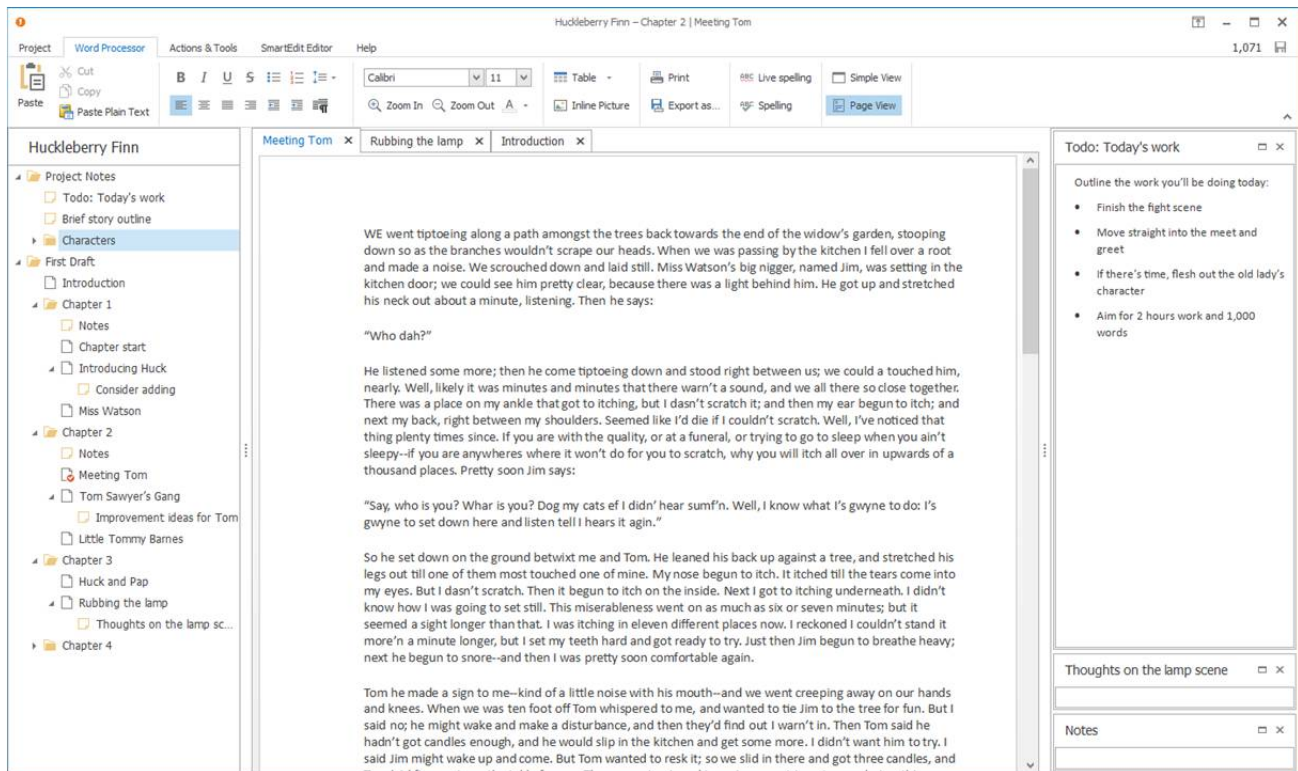 Huckleberry Finn – Chapter 2 | Meeting Tom
Project Word Processor Actions & Tools SmartEdit Editor Help 1,071
Paste
Cut
Copy
Paste Plain Text
B I U S
Calibri 11
Zoom In Zoom Out A
Table
Inline Picture
Print
Export as...
ABC Live spelling
Spelling
Simple View
Page View
Huckleberry Finn
Project Notes
Todo: Today's work
Brief story outline
Characters
First Draft
Introduction
Chapter 1
Notes
Chapter start
Introducing Huck
Consider adding
Miss Watson
Chapter 2
Notes
Meeting Tom
Tom Sawyer's Gang
Improvement ideas for Tom
Little Tommy Barnes
Chapter 3
Huck and Pap
Rubbing the lamp
Thoughts on the lamp sc...
Chapter 4
Meeting Tom Rubbing the lamp Introduction
WE went tiptoeing along a path amongst the trees back towards the end of the widow's garden, stooping
down so as the branches wouldn't scrape our heads. When we was passing by the kitchen I fell over a root
and made a noise. We scrouched down and laid still. Miss Watson's big nigger, named Jim, was setting in the
kitchen door; we could see him pretty clear, because there was a light behind him. He got up and stretched
his neck out about a minute, listening. Then he says:
“Who dah?”
He listened some more; then he come tiptoeing down and stood right between us; we could a touched him,
nearly. Well, likely it was minutes and minutes that there warn't a sound, and we all there so close together.
There was a place on my ankle that got to itching, but I dasn't scratch it; and then my ear begun to itch; and
next my back, right between my shoulders. Seemed like I'd die if I couldn't scratch. Well, I've noticed that
thing plenty times since. If you are with the quality, or at a funeral, or trying to go to sleep when you ain't
sleepy--if you are anywheres where it won't do for you to scratch, why you will itch all over in upwards of a
thousand places. Pretty soon Jim says:
“Say, who is you? Whar is you? Dog my cats ef I didn' hear sumf'n. Well, I know what I's gwyne to do: I's
gwyne to set down here and listen tell I hears it agin.”
So he set down on the ground betwixt me and Tom. He leaned his back up against a tree, and stretched his
legs out till one of them most touched one of mine. My nose begun to itch. It itched till the tears come into
my eyes. But I dasn't scratch. Then it begun to itch on the inside. Next I got to itching underneath. I didn't
know how I was going to set still. This miserableness went on as much as six or seven minutes; but it
seemed a sight longer than that. I was itching in eleven different places now. I reckoned I couldn't stand it
more'n a minute longer, but I set my teeth hard and got ready to try. Just then Jim begun to breathe heavy;
next he begun to snore--and then I was pretty soon comfortable again.
Tom he made a sign to me--kind of a little noise with his mouth--and we went creeping away on our hands
and knees. When we was ten foot off Tom whispered to me, and wanted to tie Jim to the tree for fun. But I
said no; he might wake and make a disturbance, and then they'd find out I warn't in. Then Tom said he
hadn't got candles enough, and he would slip in the kitchen and get some more. I didn't want him to try. I
said Jim might wake up and come. But Tom wanted to resk it; so we slid in there and got three candles, and
Todo: Today's work
Outline the work you'll be doing today:
Finish the fight scene
Move straight into the meet and
greet
If there's time, flesh out the old lady's
character
Aim for 2 hours work and 1,000
words
Thoughts on the lamp scene
Notes